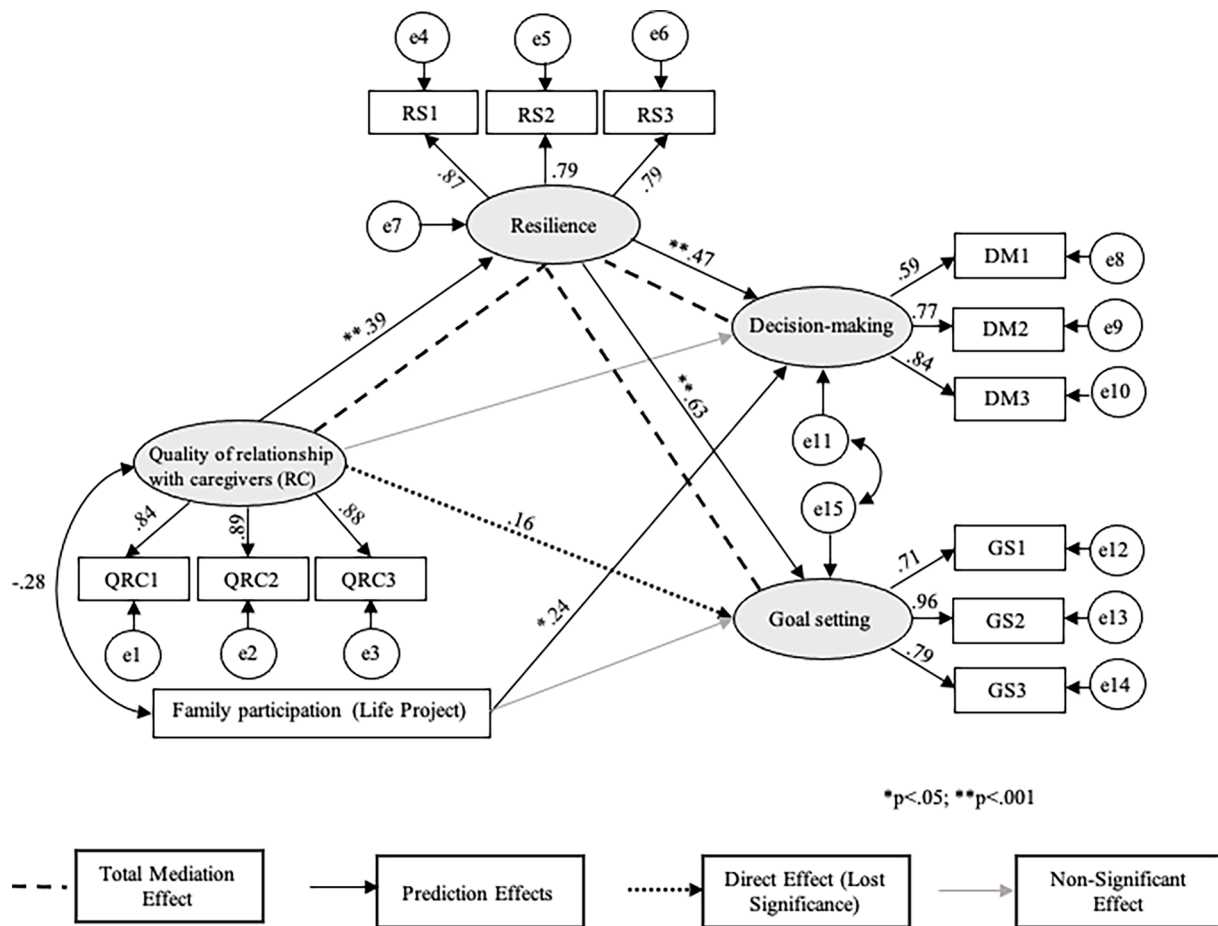 e4
e5
e6
RS1
RS2
RS3
.87
.79
.79
e7
Resilience
**.47
DM1
e8
.59
Decision-making
.77
DM2
e9
.84
DM3
e10
**.39
**.63
e11
Quality of relationship
with caregivers (RC)
.16
e15
.84
.89
.88
QRC1
QRC2
QRC3
-.28
*.24
GS1
e12
.71
Goal setting
.96
GS2
e13
.79
GS3
e14
e1
e2
e3
Family participation (Life Project)
*p<.05; **p<.001
Total Mediation
Effect
Prediction Effects
Direct Effect (Lost
Significance)
Non-Significant
Effect